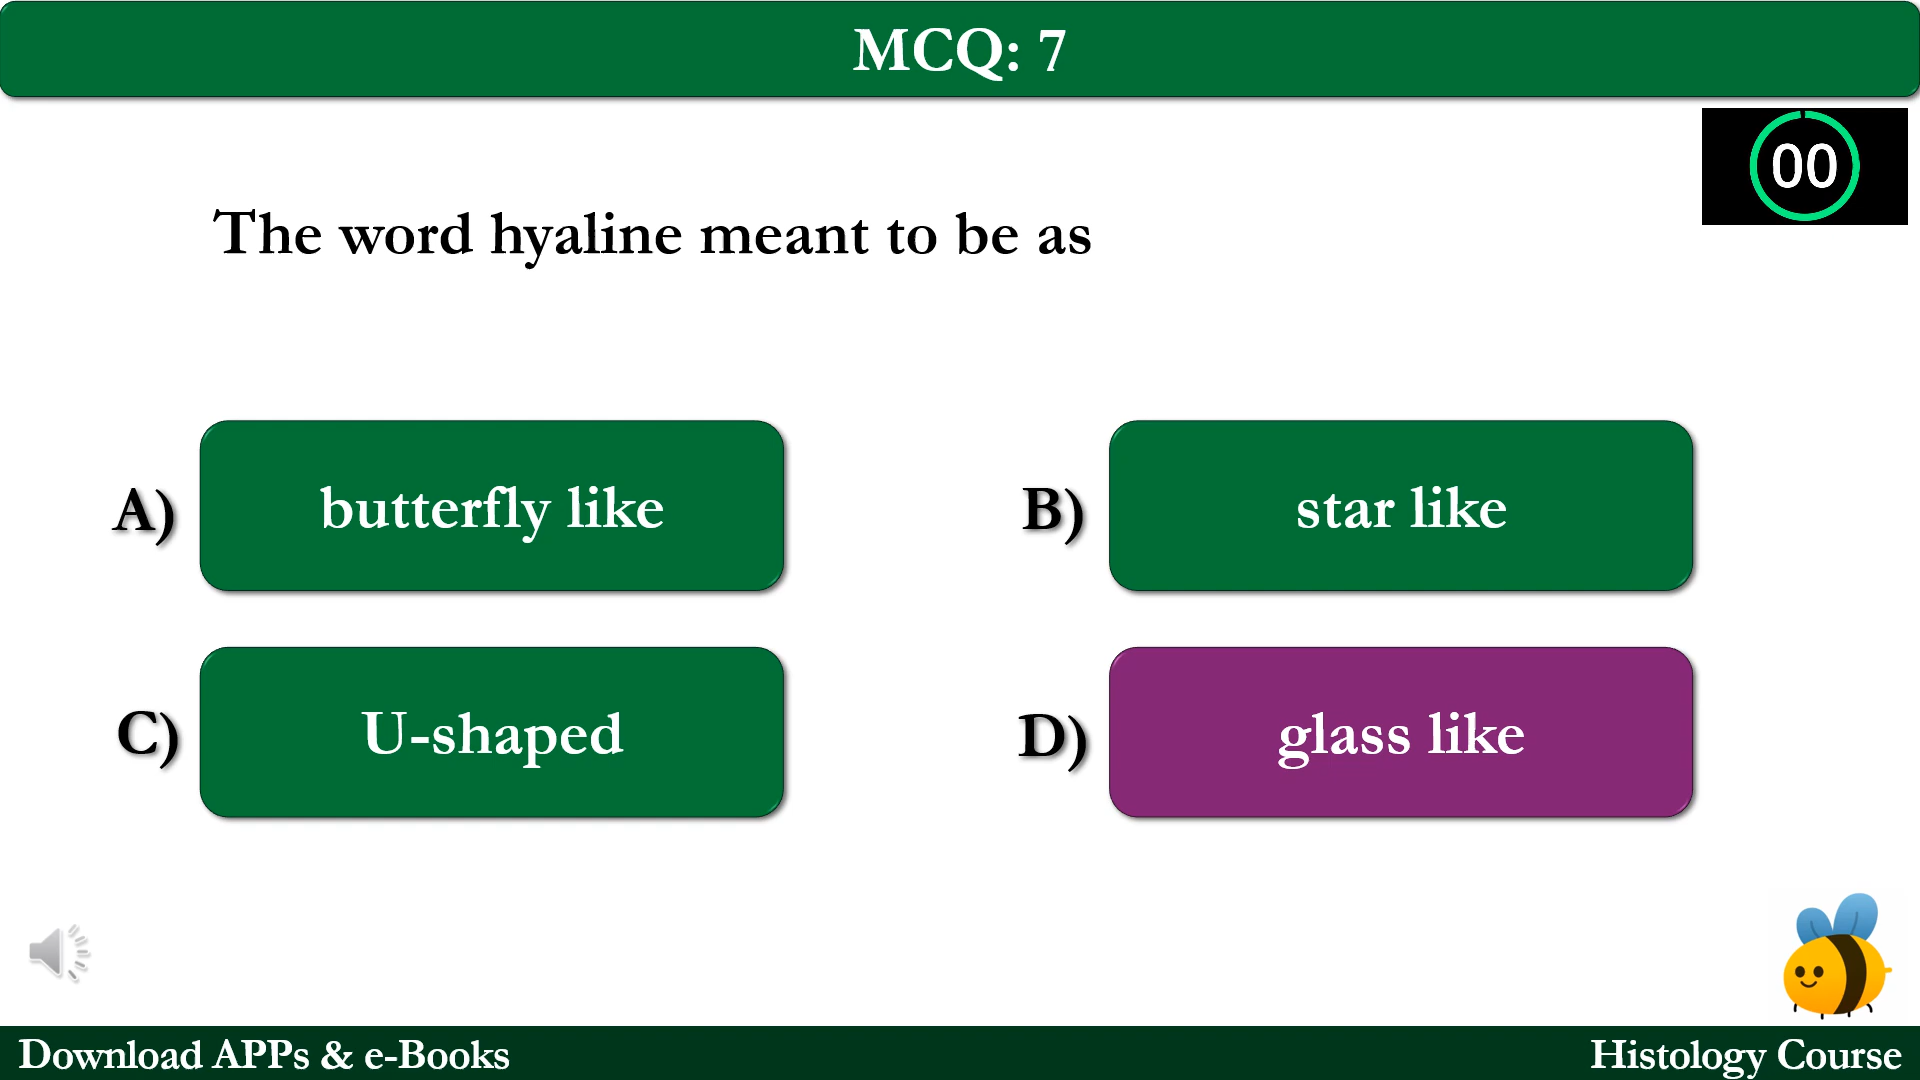 MCQ: 7
00
The word hyaline meant to be as
A) butterfly like
B) star like
C) U-shaped
D) glass like
Download APPs & e-Books
Histology Course